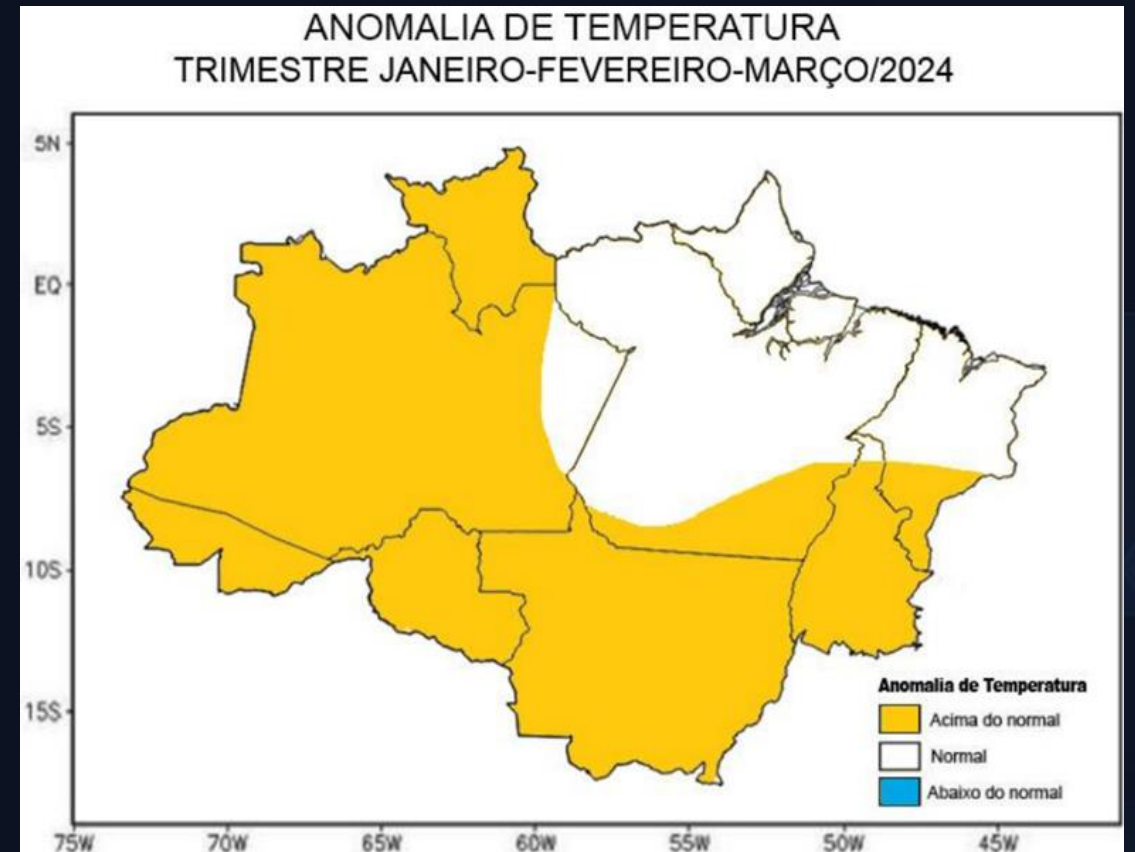 ANOMALIA DE TEMPERATURA
TRIMESTRE JANEIRO-FEVEREIRO-MARÇO/2024
5N
EQ
5S
10S
15S
Anomalia de Temperatura
Acima do normal
Normal
Abaixo do normal
75W 70W 65W 60W 55W 50W 45W